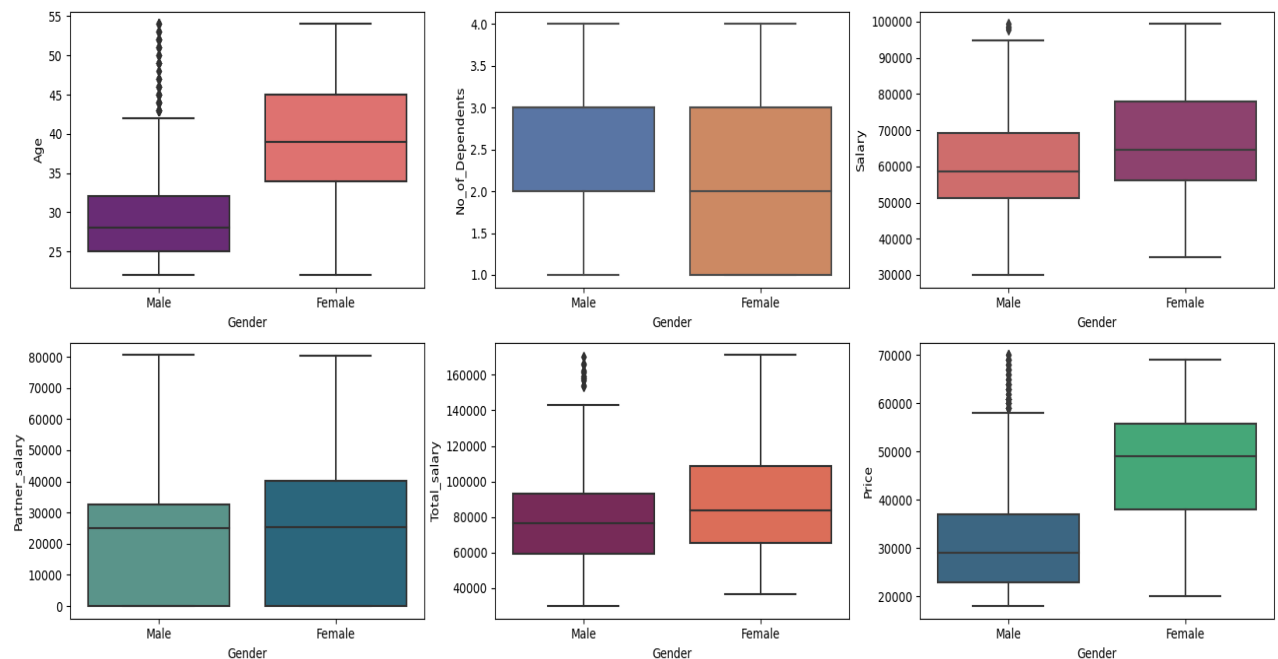 55
50
45
40
35
30
25
Age
Male
Female
Gender
4.0
3.5
3.0
2.5
2.0
1.5
1.0
No_of_Dependents
Male
Female
Gender
100000
90000
80000
70000
60000
50000
40000
30000
Salary
Male
Female
Gender
80000
70000
60000
50000
40000
30000
20000
10000
0
Partner_salary
Male
Female
Gender
160000
140000
120000
100000
80000
60000
40000
Total_salary
Male
Female
Gender
70000
60000
50000
40000
30000
20000
Price
Male
Female
Gender